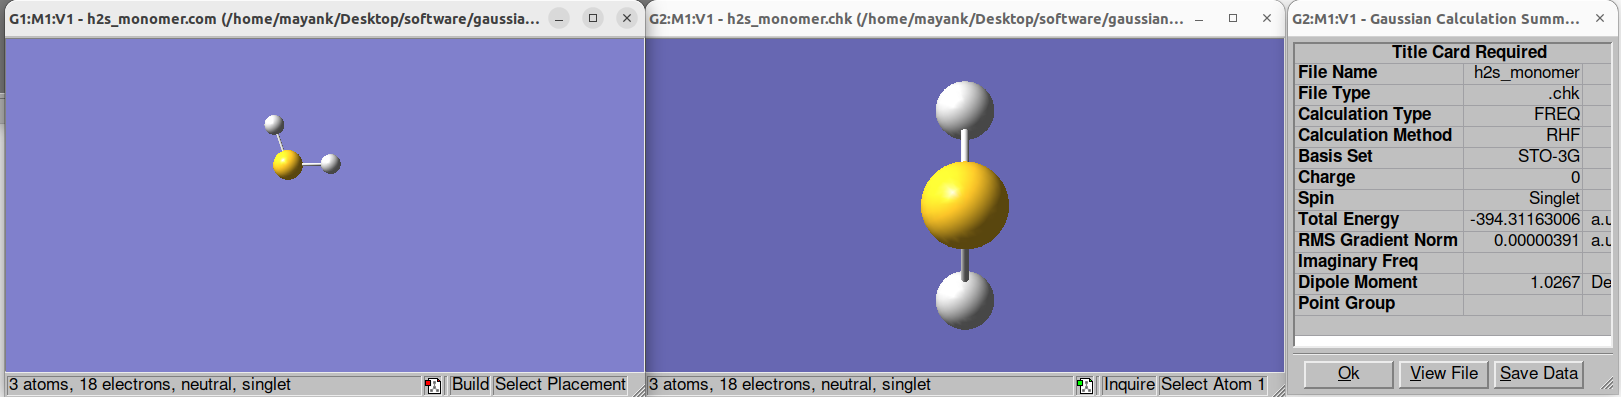 G1:M1:V1 - h2s_monomer.com (/home/mayank/Desktop/software/gaussia...
3 atoms, 18 electrons, neutral, singlet
Build
Select Placement
G2:M1:V1 - h2s_monomer.chk (/home/mayank/Desktop/software/gaussian...
3 atoms, 18 electrons, neutral, singlet
Inquire
Select Atom 1
G2:M1:V1 - Gaussian Calculation Summ...
Title Card Required
File Name h2s_monomer
File Type .chk
Calculation Type FREQ
Calculation Method RHF
Basis Set STO-3G
Charge 0
Spin Singlet
Total Energy -394.31163006 a.u
RMS Gradient Norm 0.00000391 a.u
Imaginary Freq
Dipole Moment 1.0267 De
Point Group
Ok View File Save Data